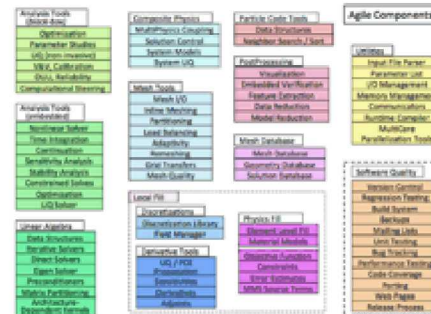 Analysis Tools
(black-box)
Optimization
Parameter Studies
UQ (non-invasive)
V&V, Calibration
OUU, Reliability
Computational Steering
Analysis Tools
(embedded)
Nonlinear Solver
Time Integration
Continuation
Sensitivity Analysis
Stability Analysis
Constrained Solves
Optimization
UQ Solver
Linear Algebra
Data Structures
Iterative Solvers
Direct Solvers
Eigen Solver
Preconditioners
Matrix Partitioning
Architecture-
Dependent Kernels
Composite Physics
MultiPhysics Coupling
Solution Control
System Models
System UQ
Mesh Tools
Mesh I/O
Inline Meshing
Partitioning
Load Balancing
Adaptivity
Remeshing
Grid Transfers
Mesh Quality
Particle Code Tools
Data Structures
Neighbor Search / Sort
PostProcessing
Visualization
Embedded Verification
Feature Extraction
Data Reduction
Model Reduction
Mesh Database
Mesh Database
Geometry Database
Solution Database
Local Fill
Discretizations
Discretization Library
Field Manager
Derivative Tools
UQ / PCE
Propagation
Sensitivities
Derivatives
Adjoints
Physics Fill
Element Level Fill
Material Models
Objective Function
Constraints
Error Estimates
MMS Source Terms
Agile Components
Utilities
Input File Parser
Parameter List
I/O Management
Memory Management
Communicators
Runtime Compiler
MultiCore
Parallelization Tools
Software Quality
Version Control
Regression Testing
Build System
Backups
Mailing Lists
Unit Testing
Bug Tracking
Performance Testing
Code Coverage
Porting
Web Pages
Release Process